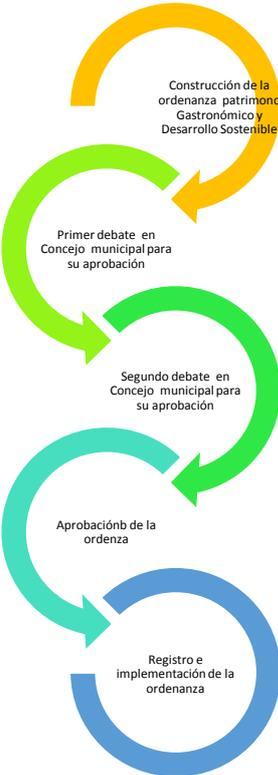 Construcción de la
ordenanza patrimono
Gastronómico y
Desarrollo Sostenible
Primer debate en
Concejo municipal para
su aprobación
Segundo debate en
Concejo municipal para
su aprobación
Aprobaciónb de la
ordenza
Registro e
implementación de la
ordenanza